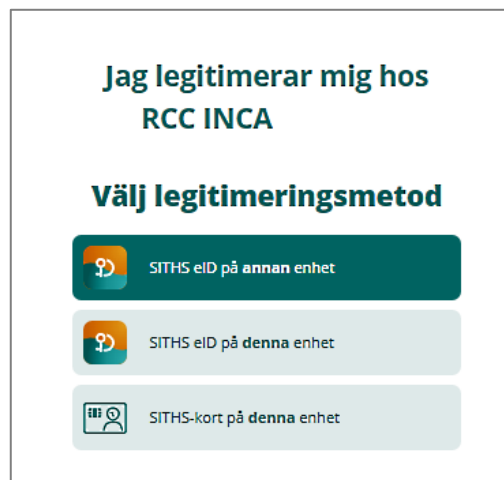 Jag legitimerar mig hos
RCC INCA
Välj legitimeringsmetod
SITHS eID på annan enhet
SITHS eID på denna enhet
SITHS-kort på denna enhet